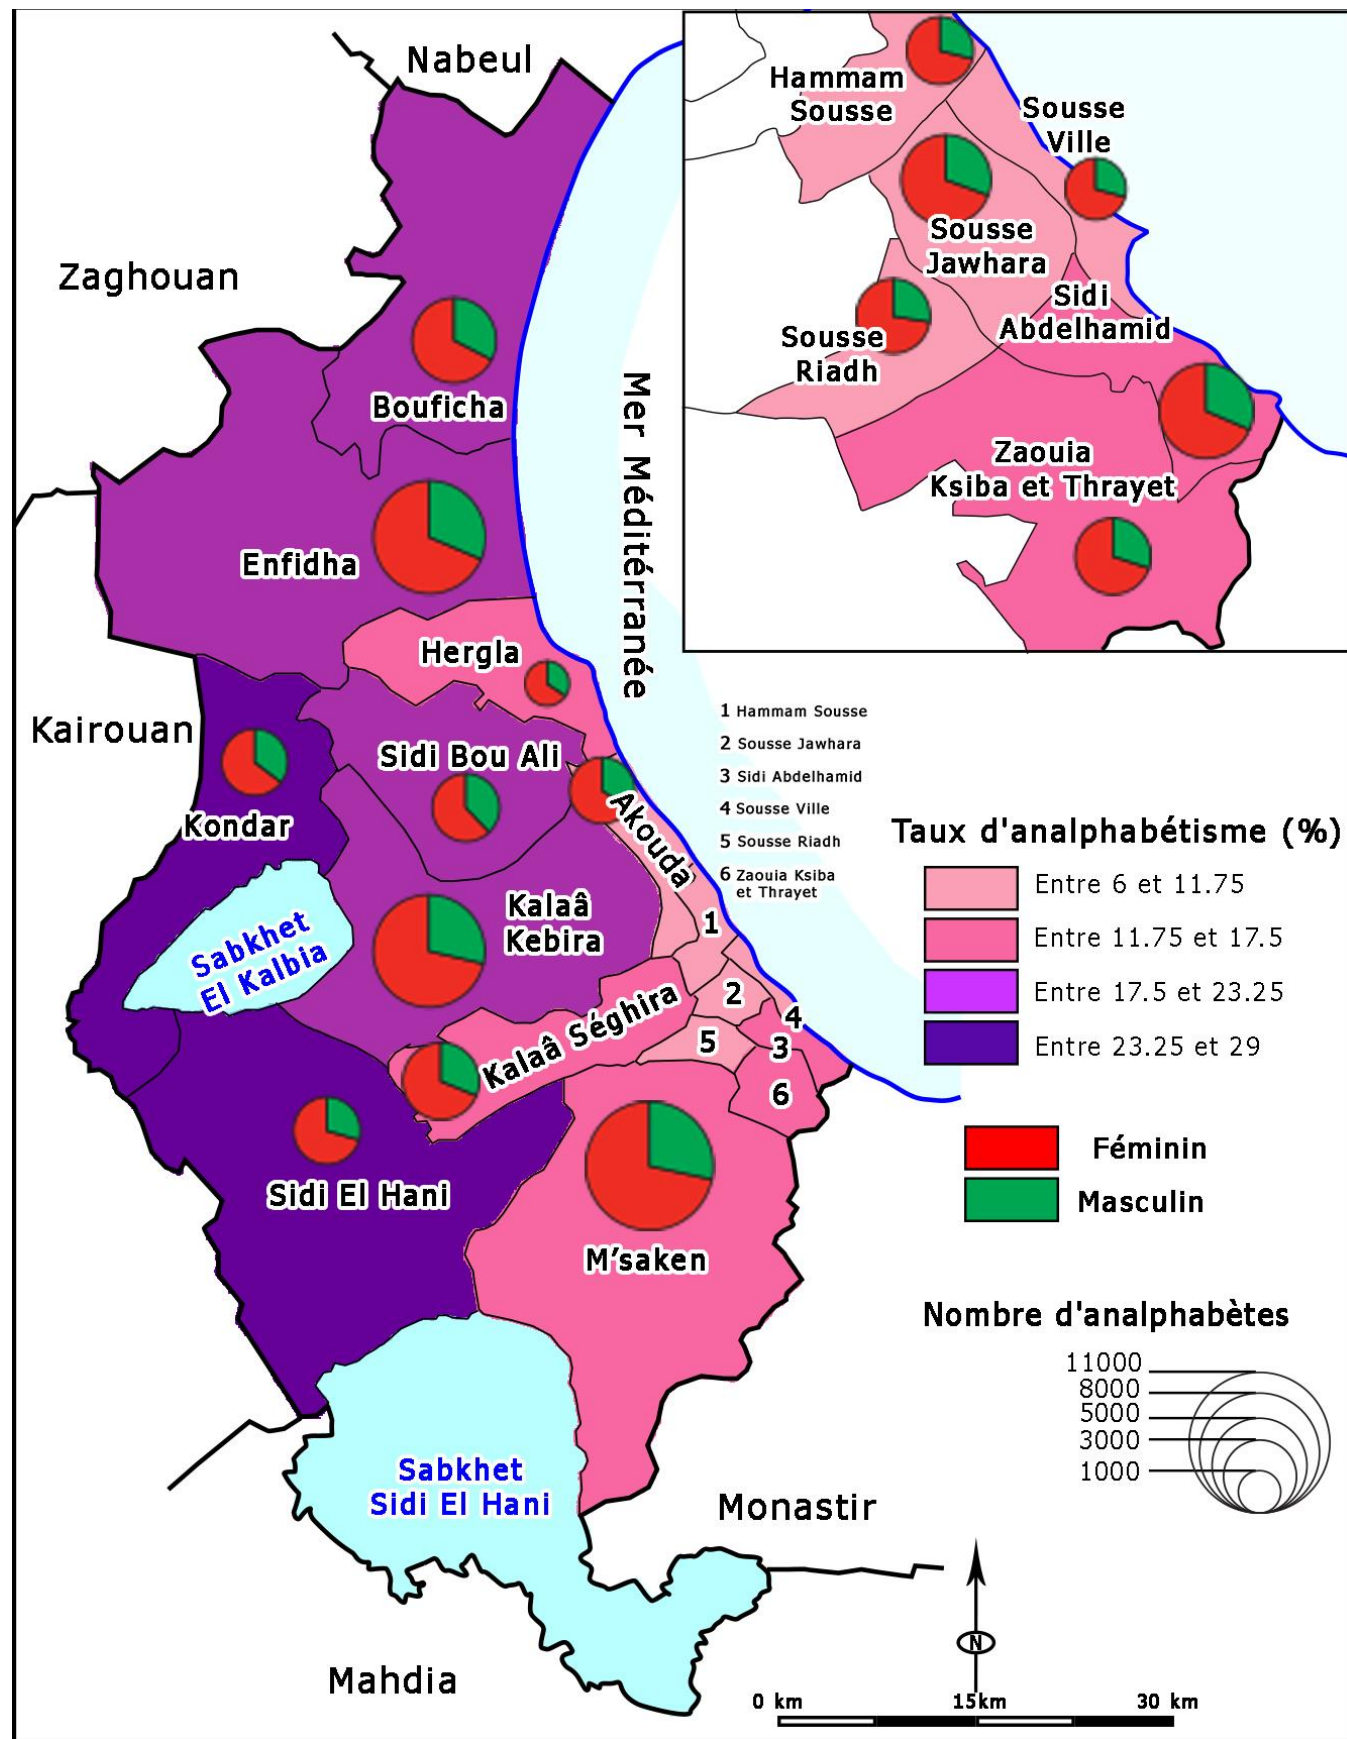 Nabeul
Zaghouan
Kairouan
Mahdia
Monastir
Mer Méditérranée
Bouficha
Enfidha
Hergla
Sidi Bou Ali
Kondar
Akouda
Kalaâ
Kebira
Sabkhet
El Kalbia
Kalaâ Séghira
Sidi El Hani
M'saken
Sabkhet
Sidi El Hani
1
2
4
5
3
6
Hammam
Sousse
Sousse
Ville
Sousse
Jawhara
Sidi
Abdelhamid
Sousse
Riadh
Zaouia
Ksiba et Thrayet
1 Hammam Sousse
2 Sousse Jawhara
3 Sidi Abdelhamid
4 Sousse Ville
5 Sousse Riadh
6 Zaouia Ksiba
et Thrayet
Taux d'analphabétisme (%)
Entre 6 et 11.75
Entre 11.75 et 17.5
Entre 17.5 et 23.25
Entre 23.25 et 29
Féminin
Masculin
Nombre d'analphabètes
11000
8000
5000
3000
1000
N
0 km 15km 30 km